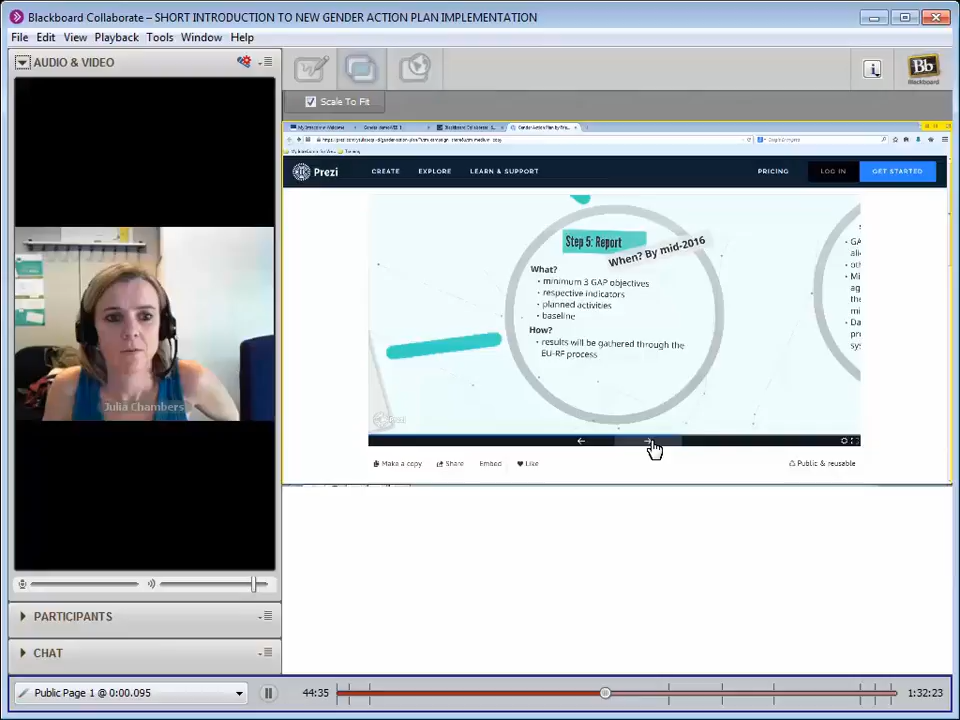 Blackboard Collaborate – SHORT INTRODUCTION TO NEW GENDER ACTION PLAN IMPLEMENTATION
File Edit View Playback Tools Window Help
AUDIO & VIDEO
Bb
Blackboard
Scale To Fit
Prezi CREATE EXPLORE LEARN & SUPPORT PRICING LOG IN GET STARTED
Step 5: Report
When? By mid-2016
What?
• minimum 3 GAP objectives
• respective indicators
• planned activities
• baseline
How?
• results will be gathered through the
EU-RF process
Julia Chambers
Make a copy Share Embed Like Public & reusable
PARTICIPANTS
CHAT
Public Page 1 @ 0:00.095 44:35 1:32:23